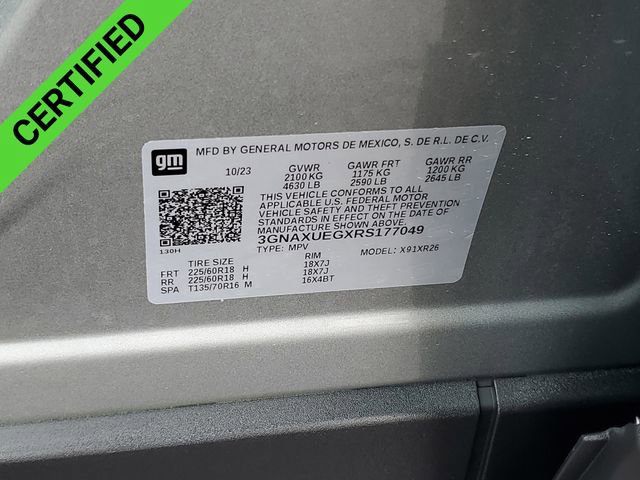 CERTIFIED
gm MFD BY GENERAL MOTORS DE MEXICO, S. DE R.L. DE C.V.
10/23 GVWR GAWR FRT GAWR RR
2100 KG 1175 KG 1200 KG
4630 LB 2590 LB 2645 LB
THIS VEHICLE CONFORMS TO ALL
APPLICABLE U.S. FEDERAL MOTOR
VEHICLE SAFETY AND THEFT
PREVENTION STANDARDS IN
EFFECT ON THE DATE OF
MANUFACTURE SHOWN ABOVE.
3GNAXUEGXRS177049
130H
TYPE: MPV MODEL: X91XR26
TIRE SIZE RIM
FRT 225/60R18 H 18X7J
RR 225/60R18 H 18X7J
SPA T135/70R16 M 16X4BT